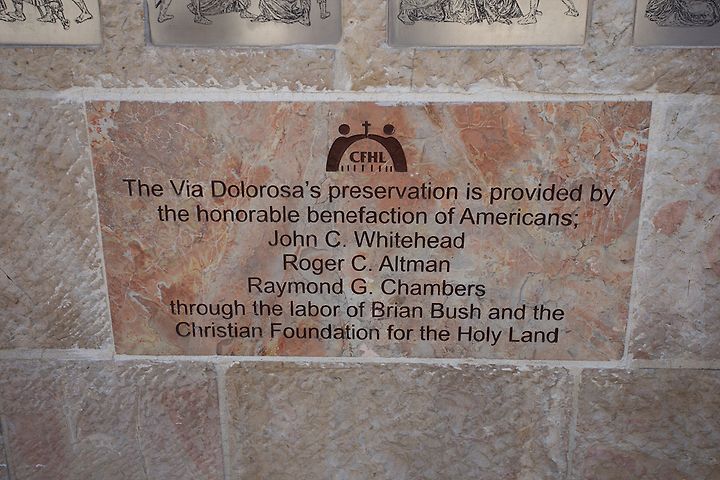 CFHL
The Via Dolorosa's preservation is provided by
the honorable benefaction of Americans;
John C. Whitehead
Roger C. Altman
Raymond G. Chambers
through the labor of Brian Bush and the
Christian Foundation for the Holy Land